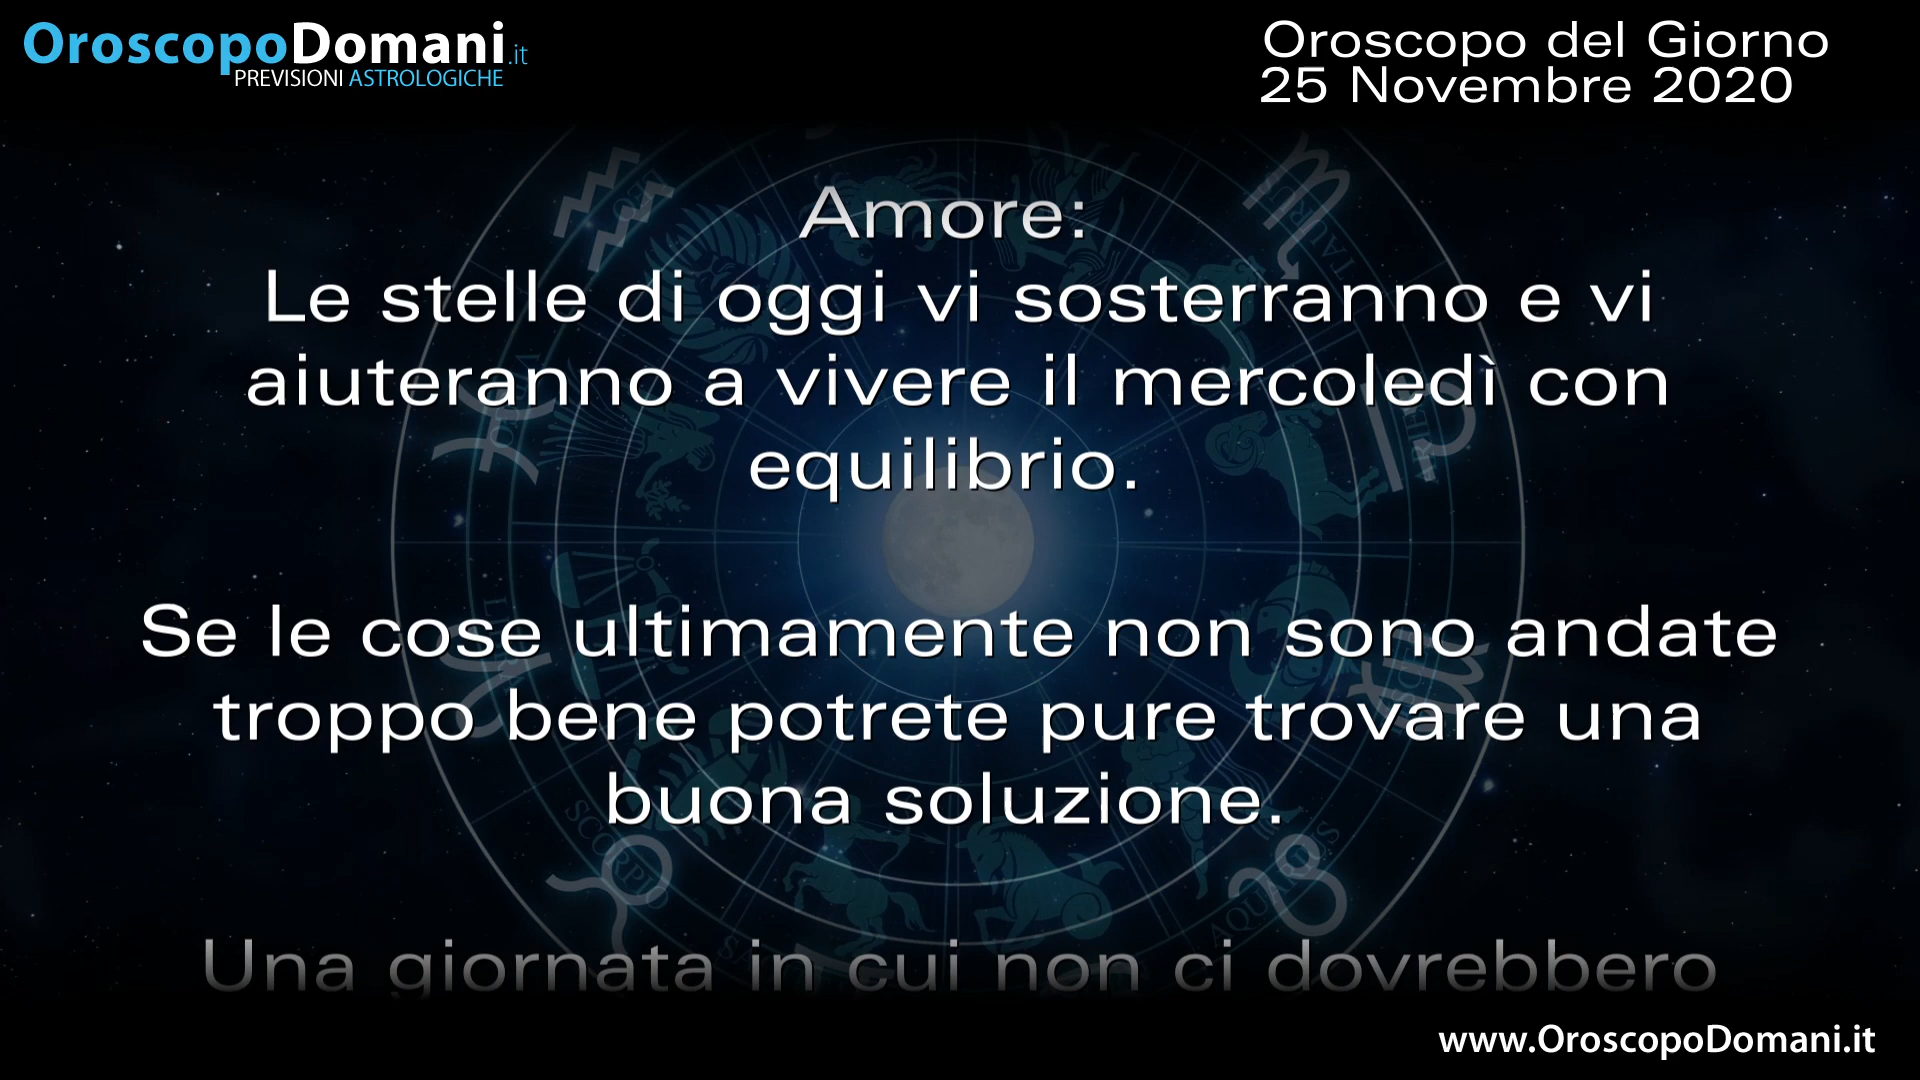 OroscopoDomani.it
PREVISIONI ASTROLOGICHE
Oroscopo del Giorno
25 Novembre 2020
Amore:
Le stelle di oggi vi sosterranno e vi
aiuteranno a vivere il mercoledì con
equilibrio.
Se le cose ultimamente non sono andate
troppo bene potrete pure trovare una
buona soluzione.
Una giornata in cui non ci dovrebbero
www.OroscopoDomani.it